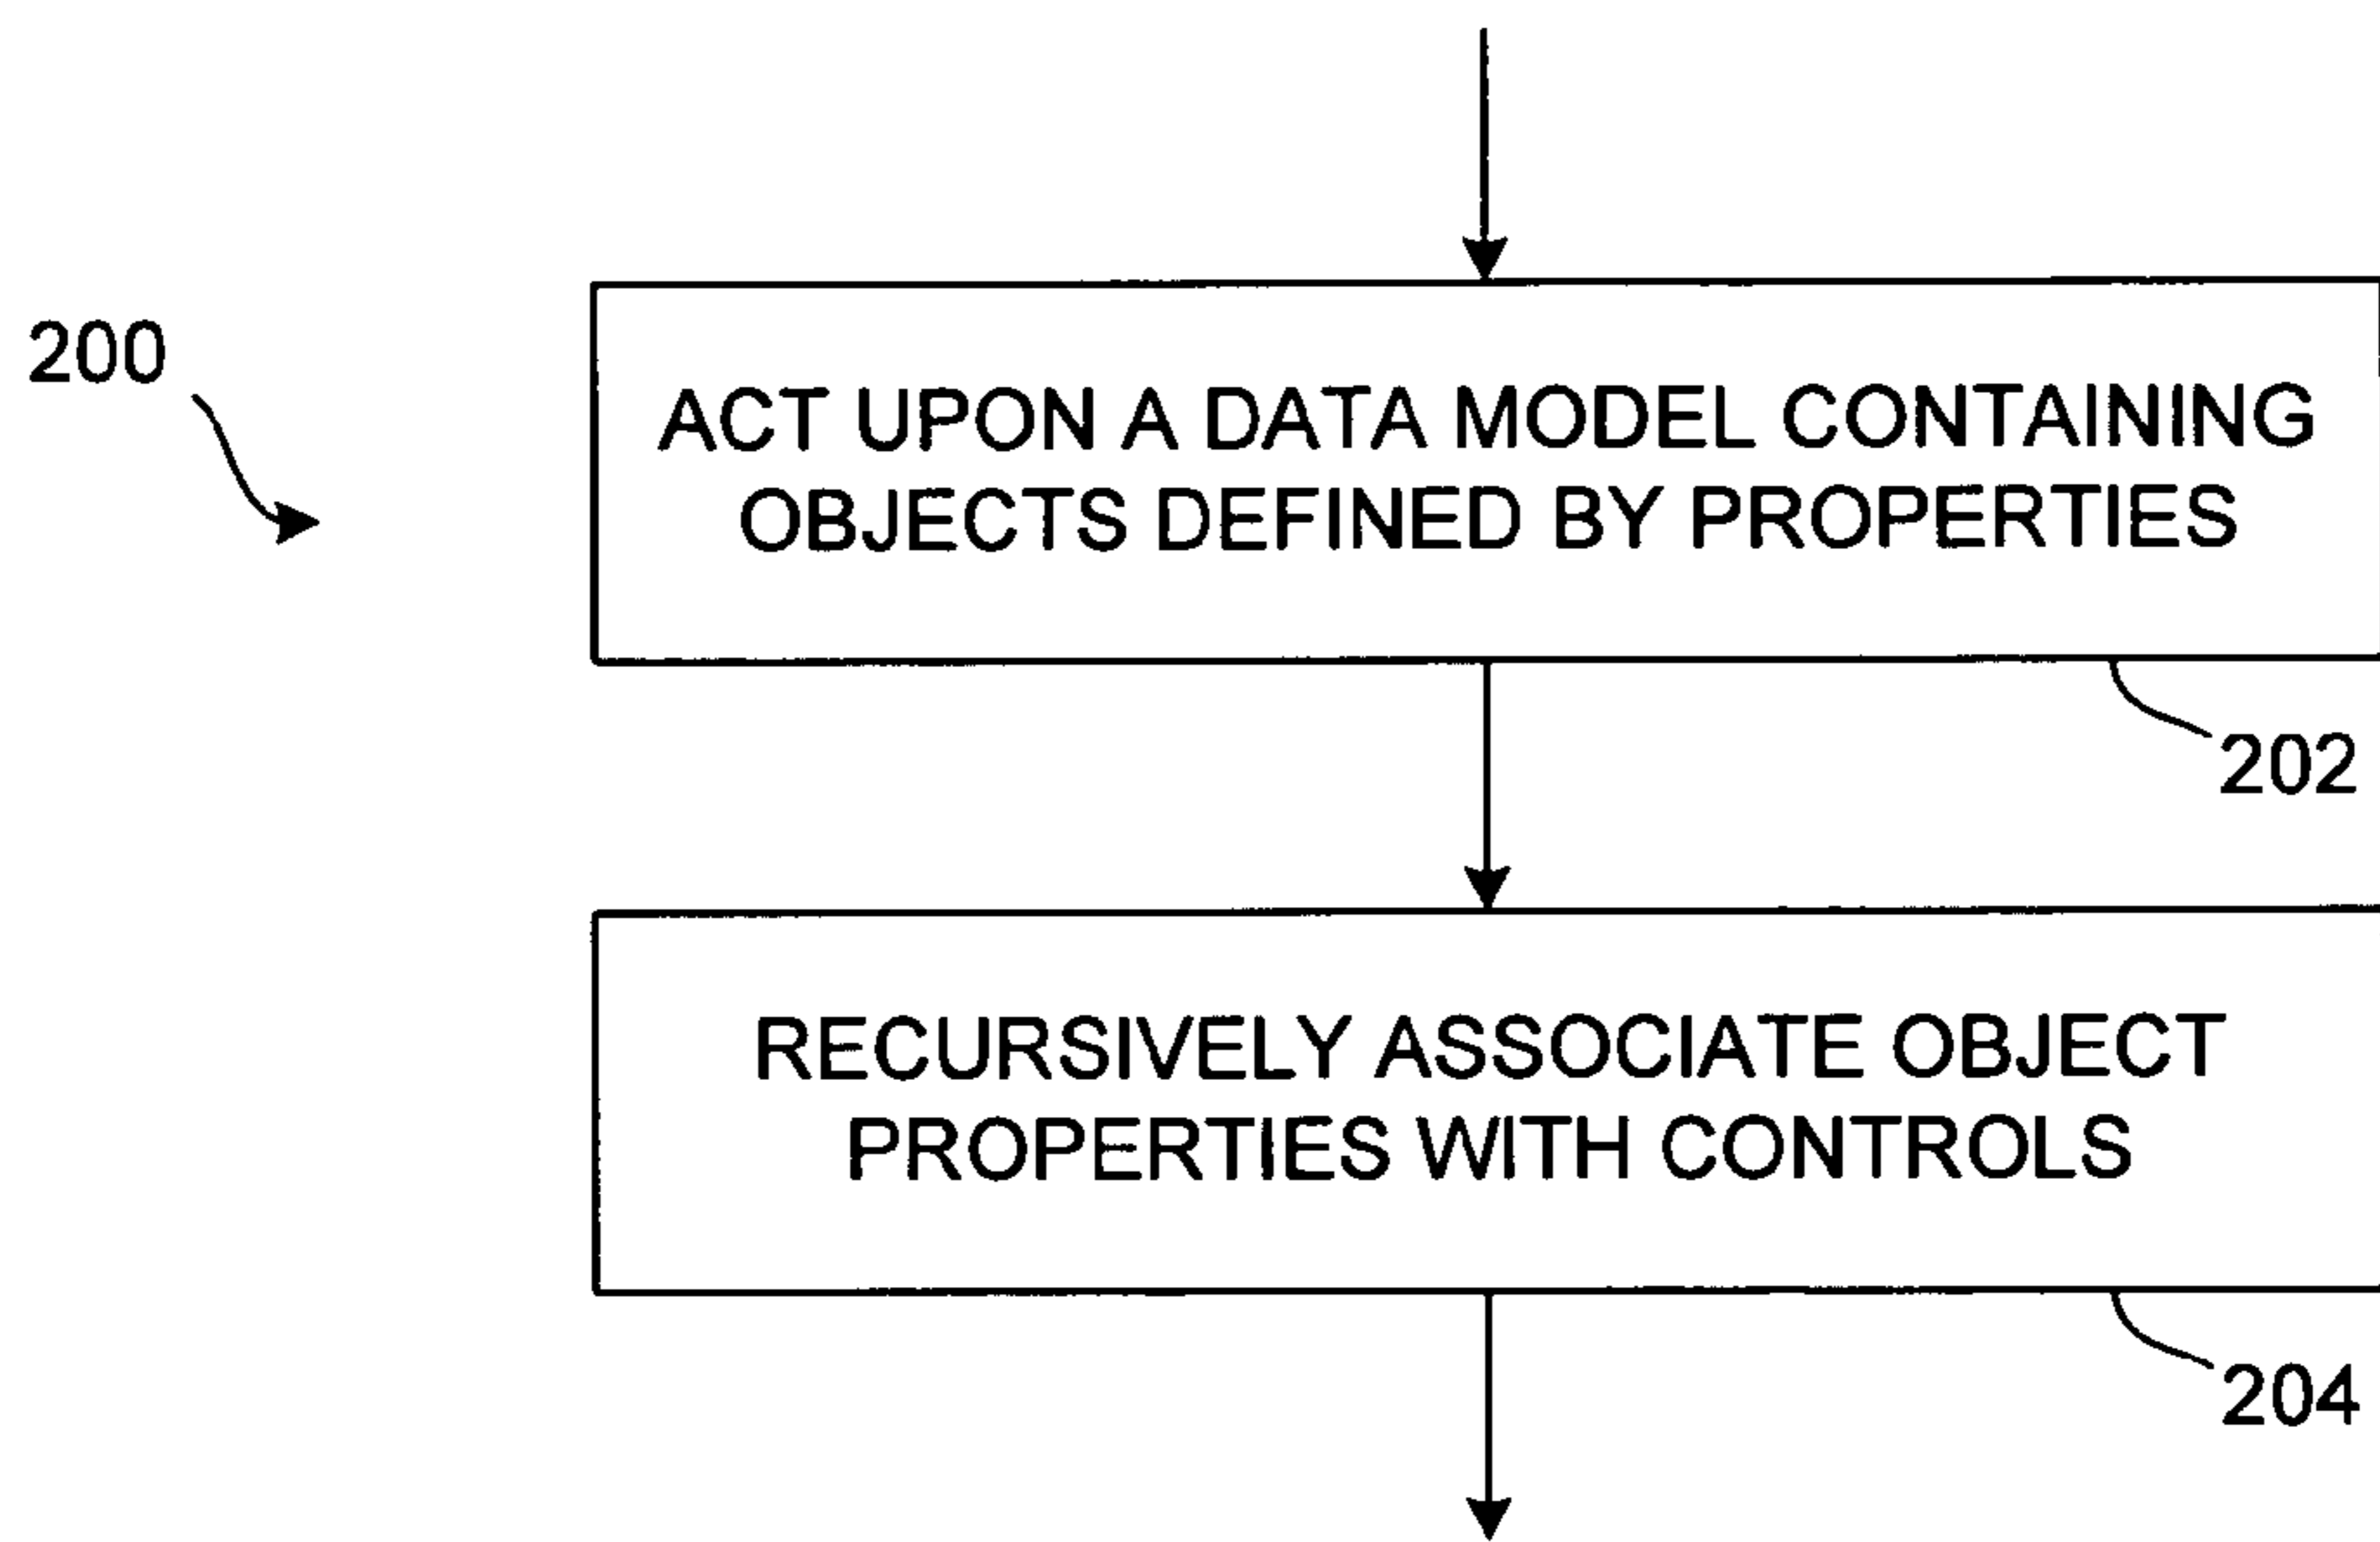 200
ACT UPON A DATA MODEL CONTAINING
OBJECTS DEFINED BY PROPERTIES
202
RECURSIVELY ASSOCIATE OBJECT
PROPERTIES WITH CONTROLS
204